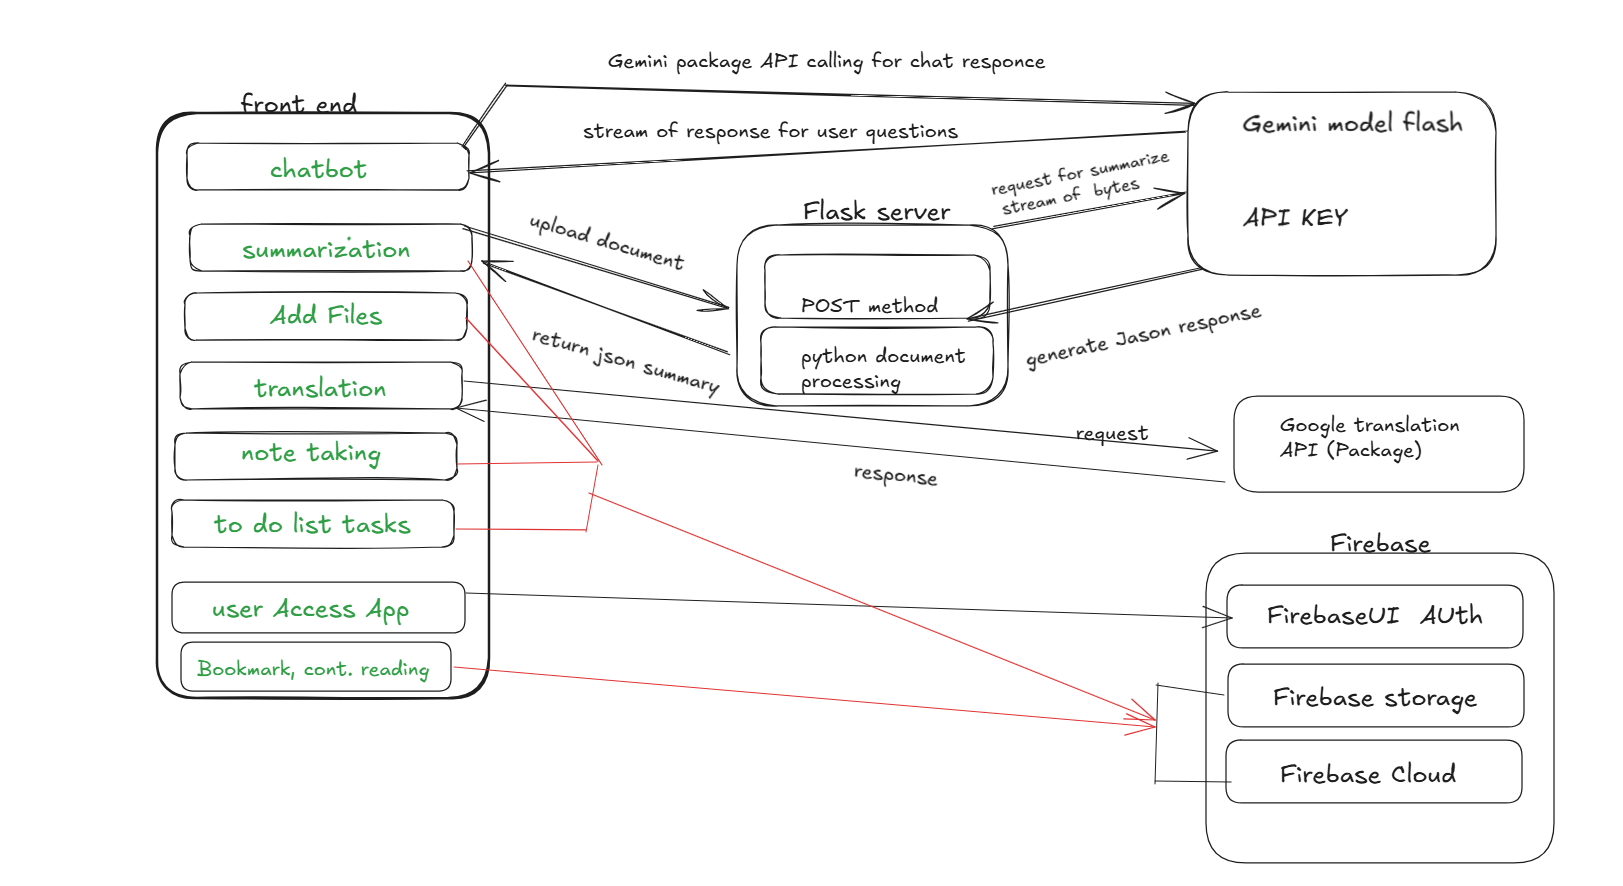 Gemini package API calling for chat responce
front end
stream of response for user questions
Gemini model flash
API KEY
chatbot
request for summarize
stream of bytes
Flask server
upload document
summarization
POST method
Add Files
return json summary
python document
processing
generate Jason response
translation
request
Google translation
API (Package)
response
note taking
to do list tasks
Firebase
user Access App
FirebaseUI AUth
Bookmark, cont. reading
Firebase storage
Firebase Cloud